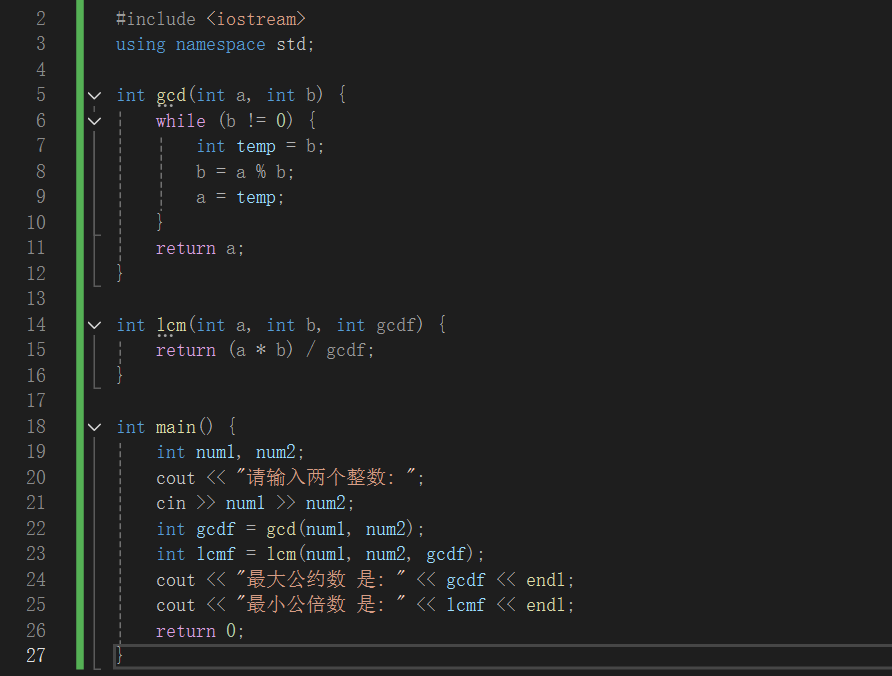 2 #include <iostream>
3 using namespace std;
4
5 int gcd(int a, int b) {
6 while (b != 0) {
7 int temp = b;
8 b = a % b;
9 a = temp;
10 }
11 return a;
12 }
13
14 int lcm(int a, int b, int gcdf) {
15 return (a * b) / gcdf;
16 }
17
18 int main() {
19 int num1, num2;
20 cout << "请输入两个整数: ";
21 cin >> num1 >> num2;
22 int gcdf = gcd(num1, num2);
23 int lcmf = lcm(num1, num2, gcdf);
24 cout << "最大公约数 是: " << gcdf << endl;
25 cout << "最小公倍数 是: " << lcmf << endl;
26 return 0;
27 }